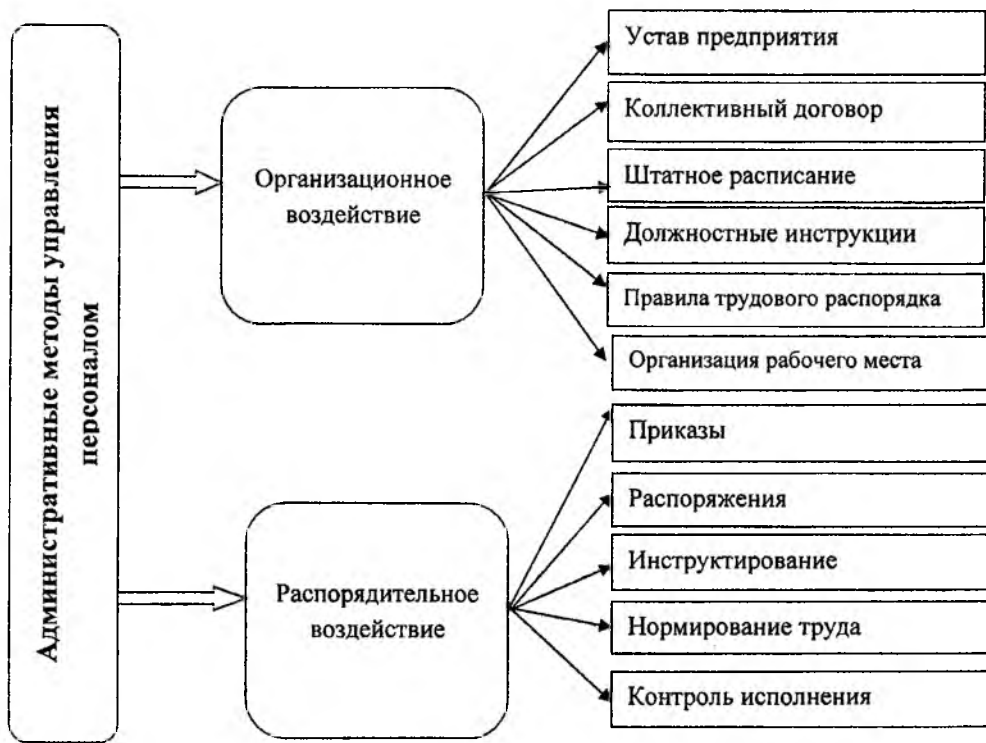 Административные методы управления
персоналом
Организационное
воздействие
Устав предприятия
Коллективный договор
Штатное расписание
Должностные инструкции
Правила трудового распорядка
Организация рабочего места
Распорядительное
воздействие
Приказы
Распоряжения
Инструктирование
Нормирование труда
Контроль исполнения